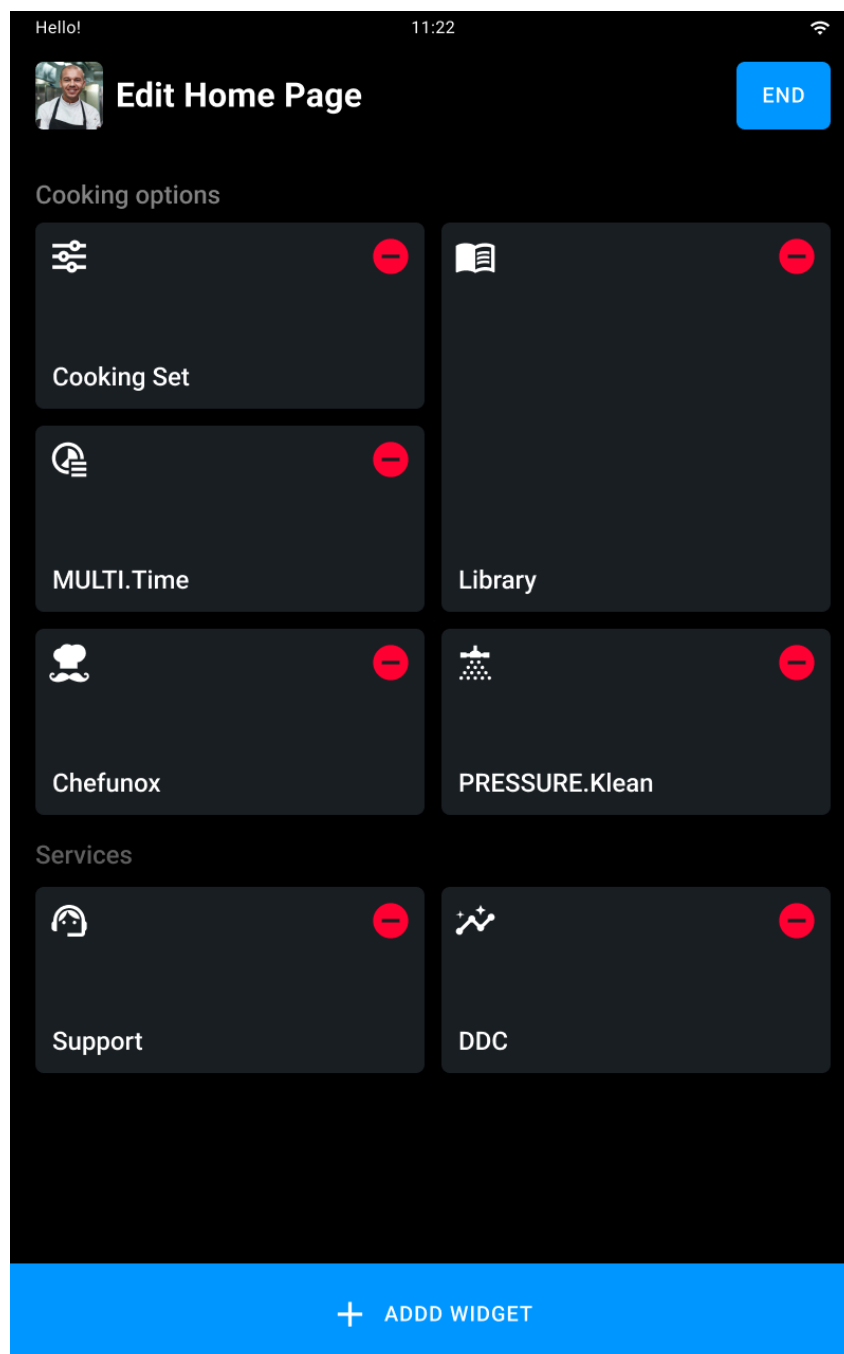 Hello! 11:22
Edit Home Page
END
Cooking options
Cooking Set
MULTI.Time
Library
Chefunox
PRESSURE.Klean
Services
Support
DDC
ADDD WIDGET